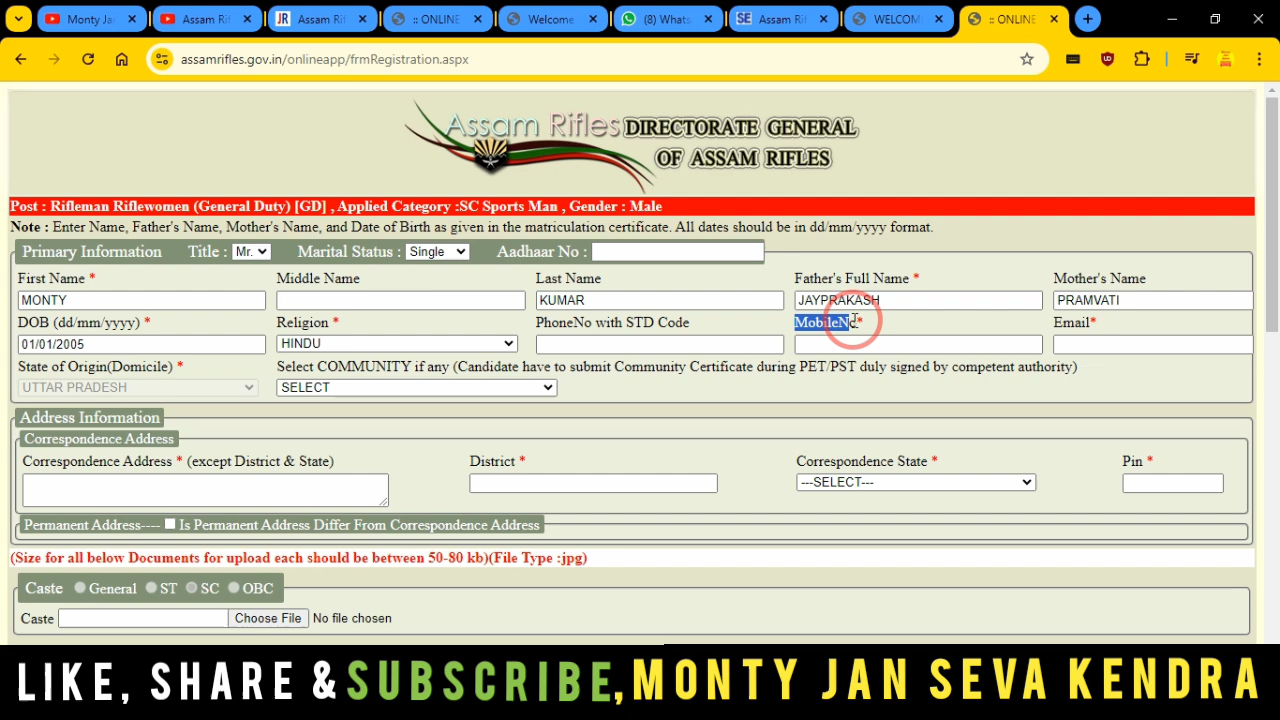 Monty Ja
Assam Ri
JR Assam Rif
:: ONLINE
Welcome
(8) Whats
SE Assam Rif
WELCOM
:: ONLINE
assamrifles.gov.in/onlineapp/frmRegistration.aspx
Assam Rifles DIRECTORATE GENERAL
OF ASSAM RIFLES
Post : Rifleman Riflewomen (General Duty) [GD] , Applied Category :SC Sports Man , Gender : Male
Note : Enter Name, Father's Name, Mother's Name, and Date of Birth as given in the matriculation certificate. All dates should be in dd/mm/yyyy format.
Primary Information Title : Mr. Marital Status : Single Aadhaar No :
First Name * Middle Name Last Name Father's Full Name * Mother's Name
MONTY KUMAR JAYPRAKASH PRAMVATI
DOB (dd/mm/yyyy) * Religion * PhoneNo with STD Code MobileNo* Email*
01/01/2005 HINDU
State of Origin(Domicile) * Select COMMUNITY if any (Candidate have to submit Community Certificate during PET/PST duly signed by competent authority)
UTTAR PRADESH SELECT
Address Information
Correspondence Address
Correspondence Address * (except District & State) District * Correspondence State * Pin *
---SELECT---
Permanent Address---- Is Permanent Address Differ From Correspondence Address
(Size for all below Documents for upload each should be between 50-80 kb)(File Type :jpg)
Caste General ST SC OBC
Caste Choose File No file chosen
LIKE, SHARE & SUBSCRIBE, MONTY JAN SEVA KENDRA